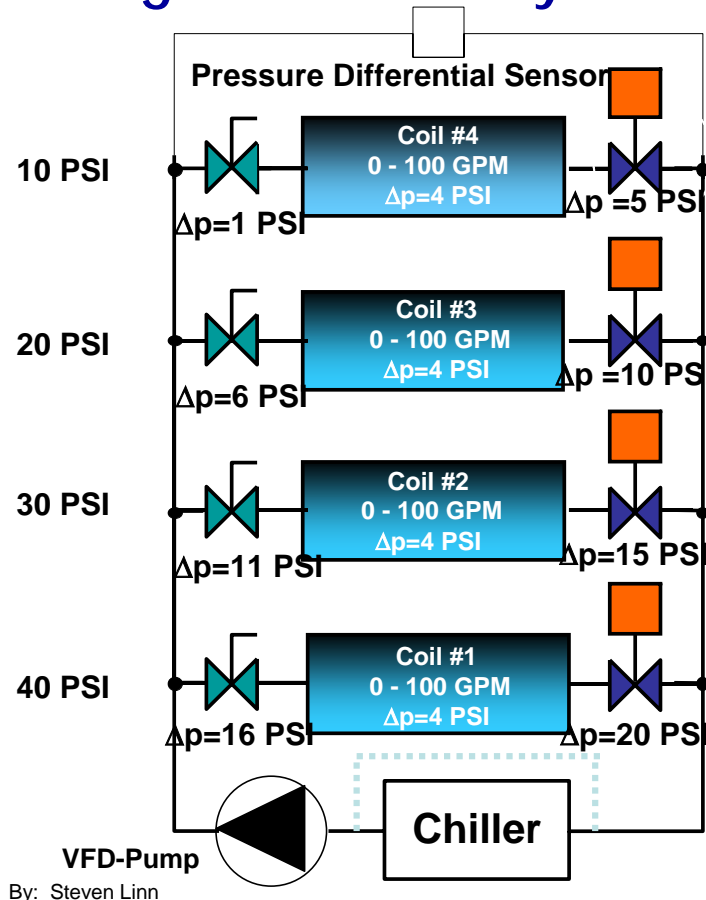 Pressure Differential Sensor
Coil #4
10 PSI
0 - 100 GPM
Δp=4 PSI
Δp=1 PSI
Δp =5 PSI
Coil #3
20 PSI
0 - 100 GPM
Δp=4 PSI
Δp=6 PSI
Δp =10 PS
Coil #2
30 PSI
0 - 100 GPM
Δp=4 PSI
Δp=11 PSI
Δp=15 PSI
Coil #1
40 PSI
0 - 100 GPM
Δp=4 PSI
Δp=16 PSI
Δp=20 PSI
Chiller
VFD-Pump
By: Steven Linn